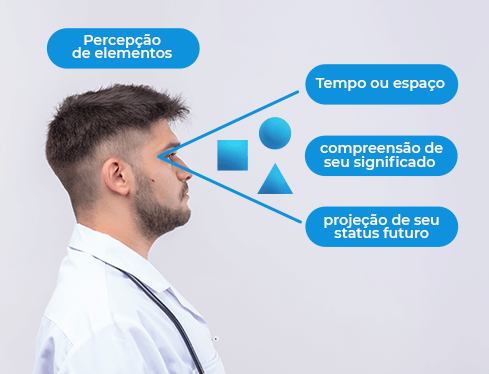 Percepção
de elementos
Tempo ou espaço
compreensão de
seu significado
projeção de seu
status futuro